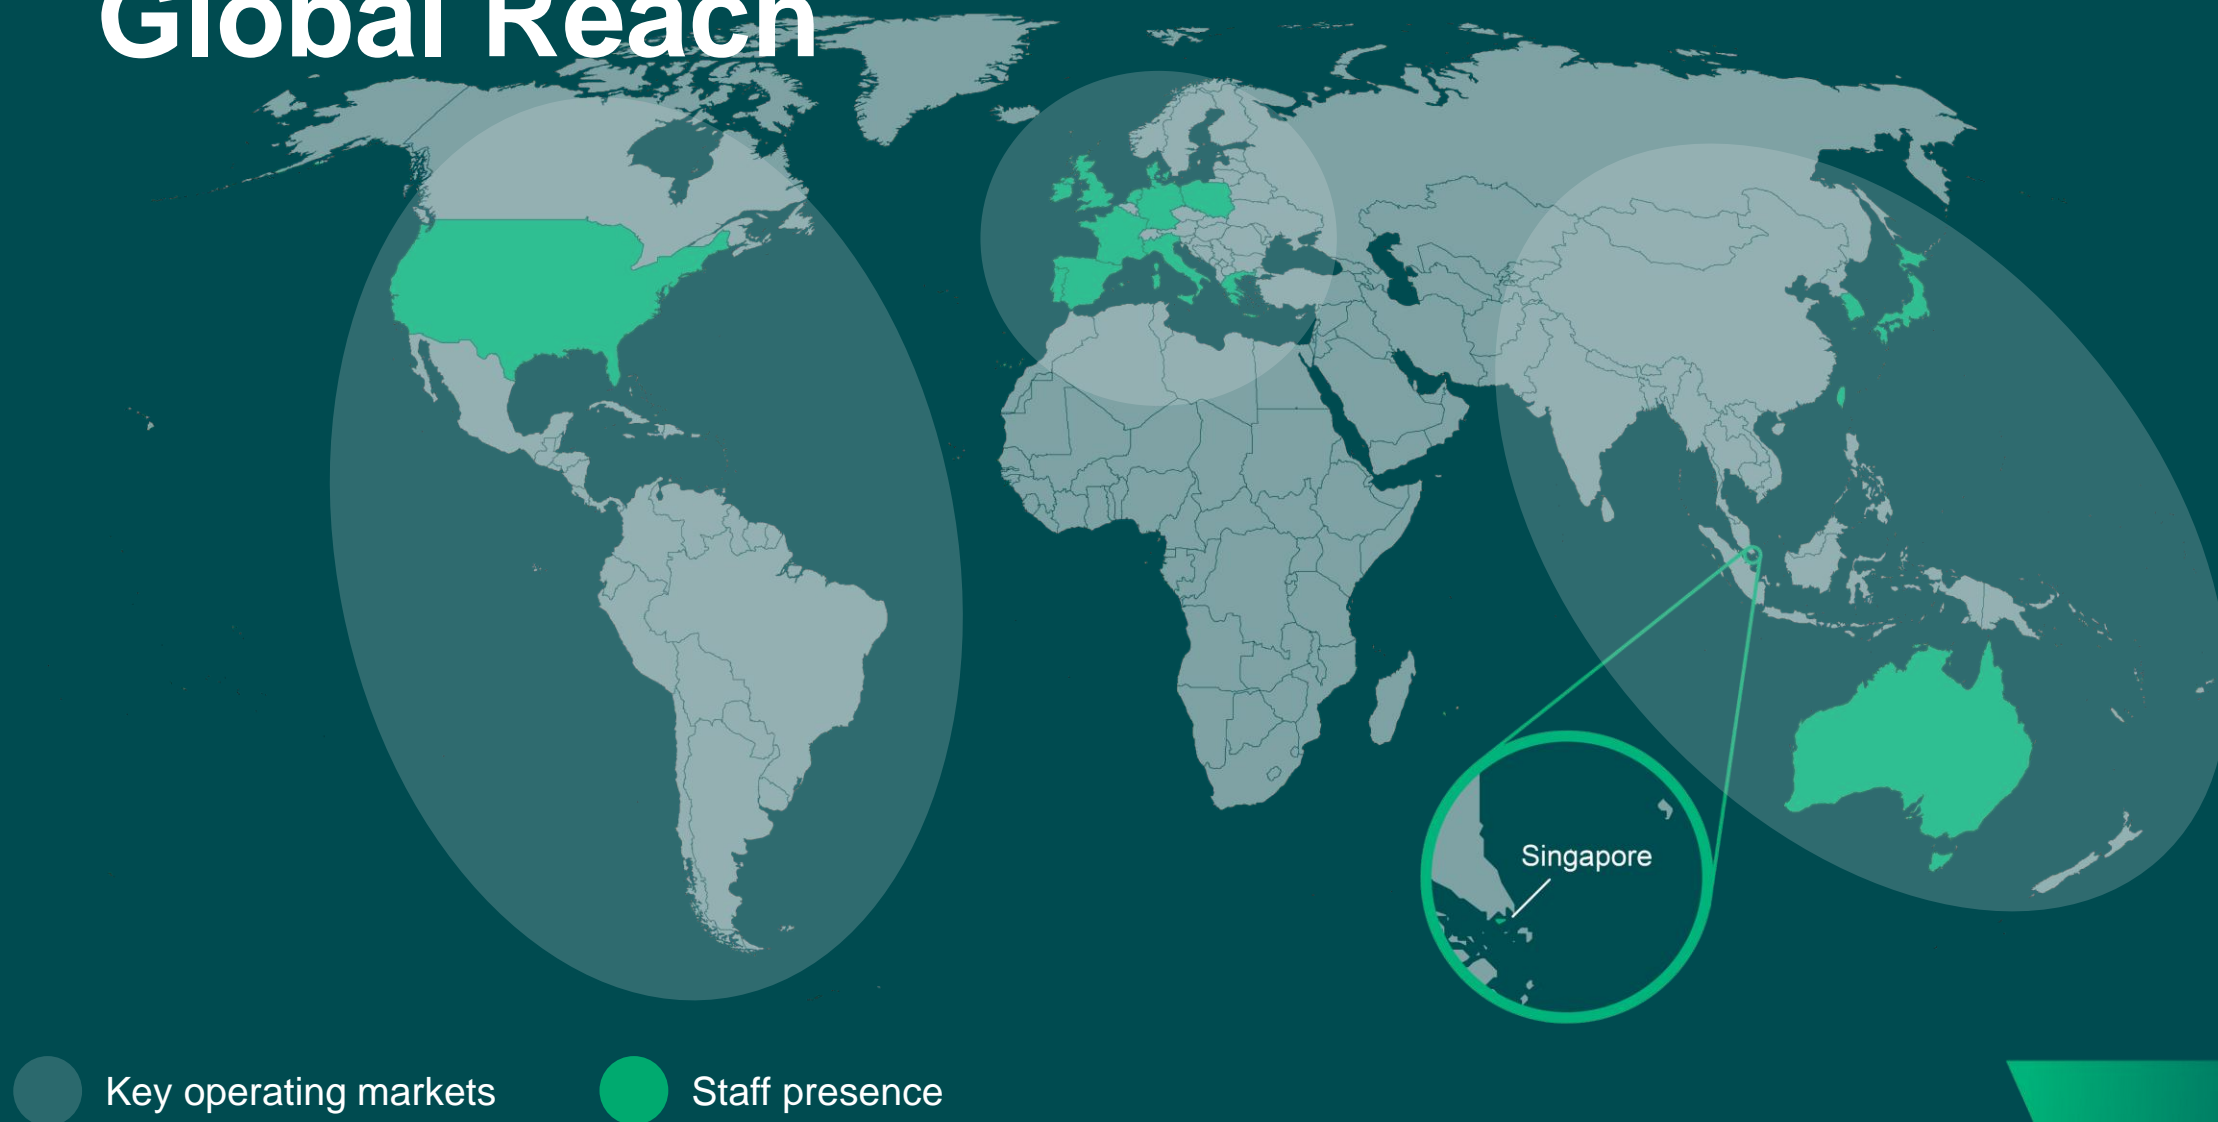 Global Reach
Singapore
Key operating markets
Staff presence